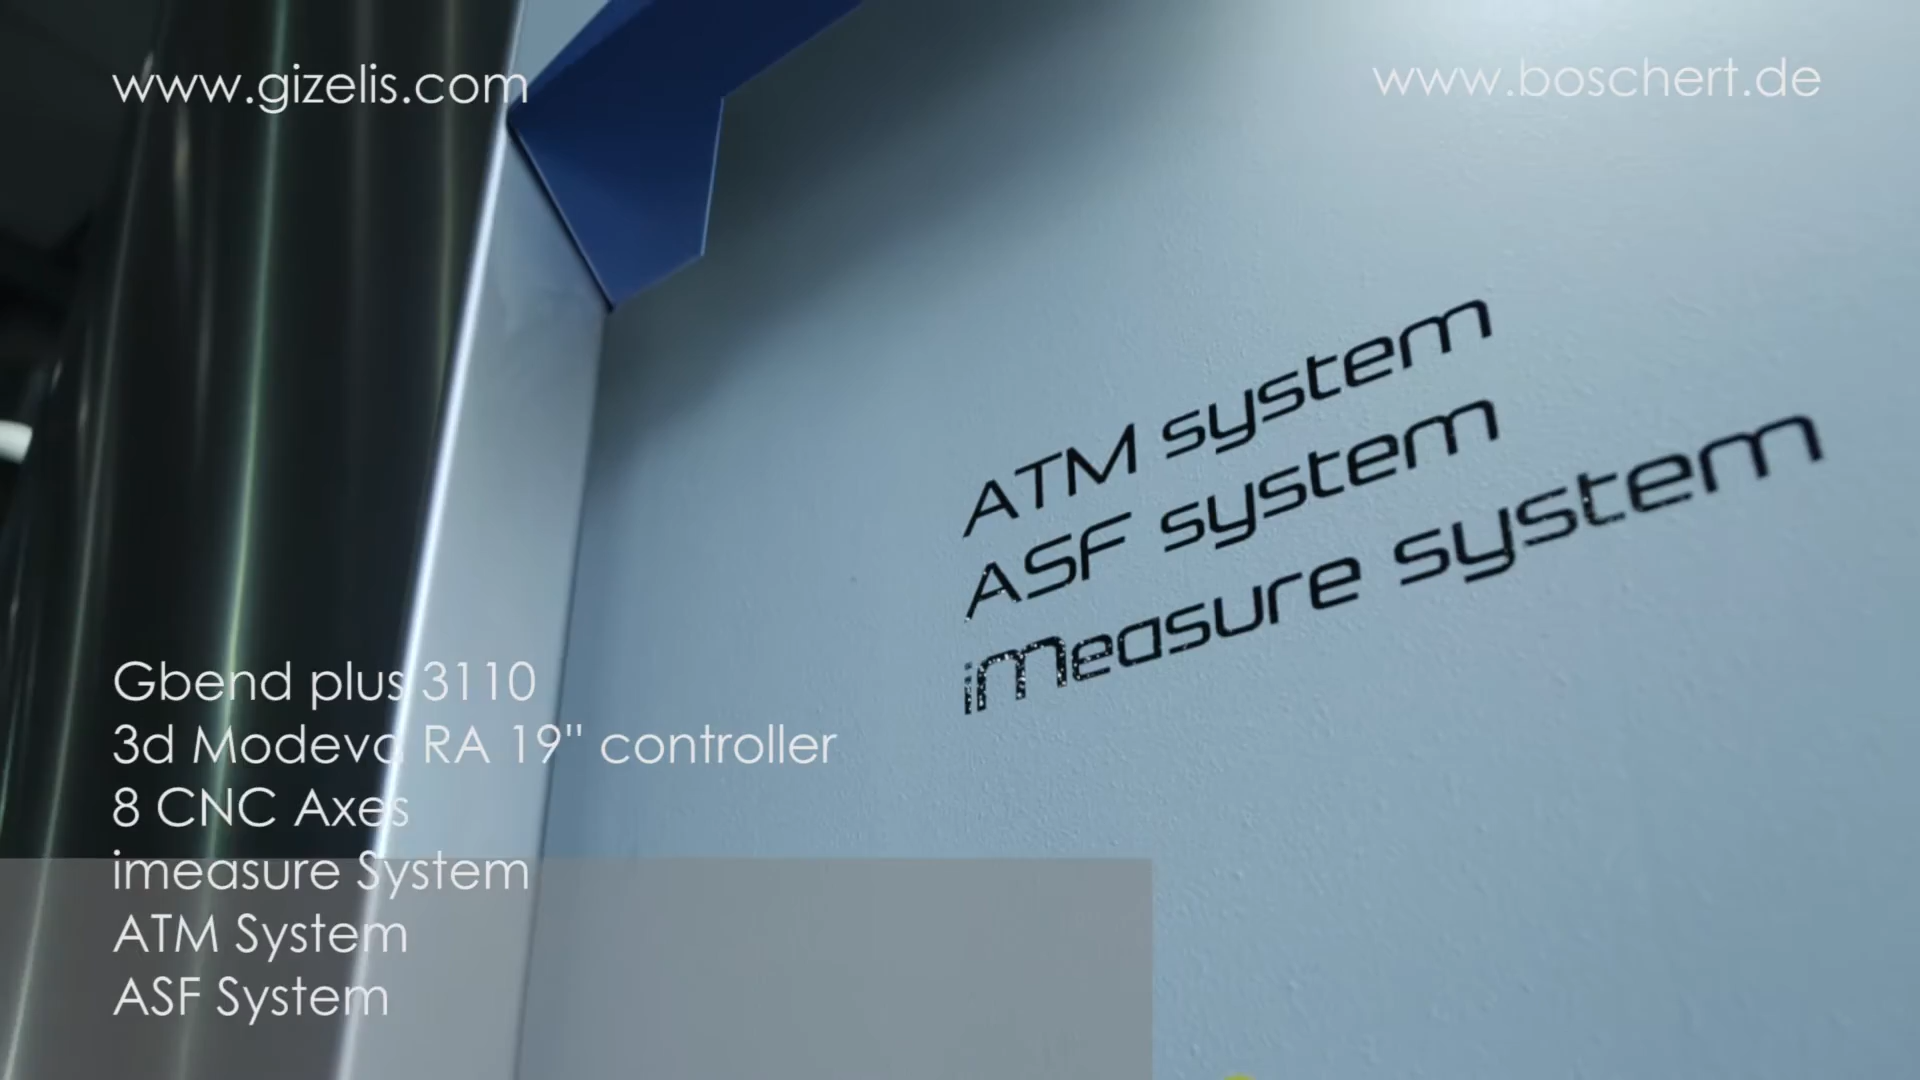 www.gizelis.com
www.boschert.de
ATM system
ASF system
iMeasure system
Gbend plus 3110
3d Modeva RA 19" controller
8 CNC Axes
imeasure System
ATM System
ASF System